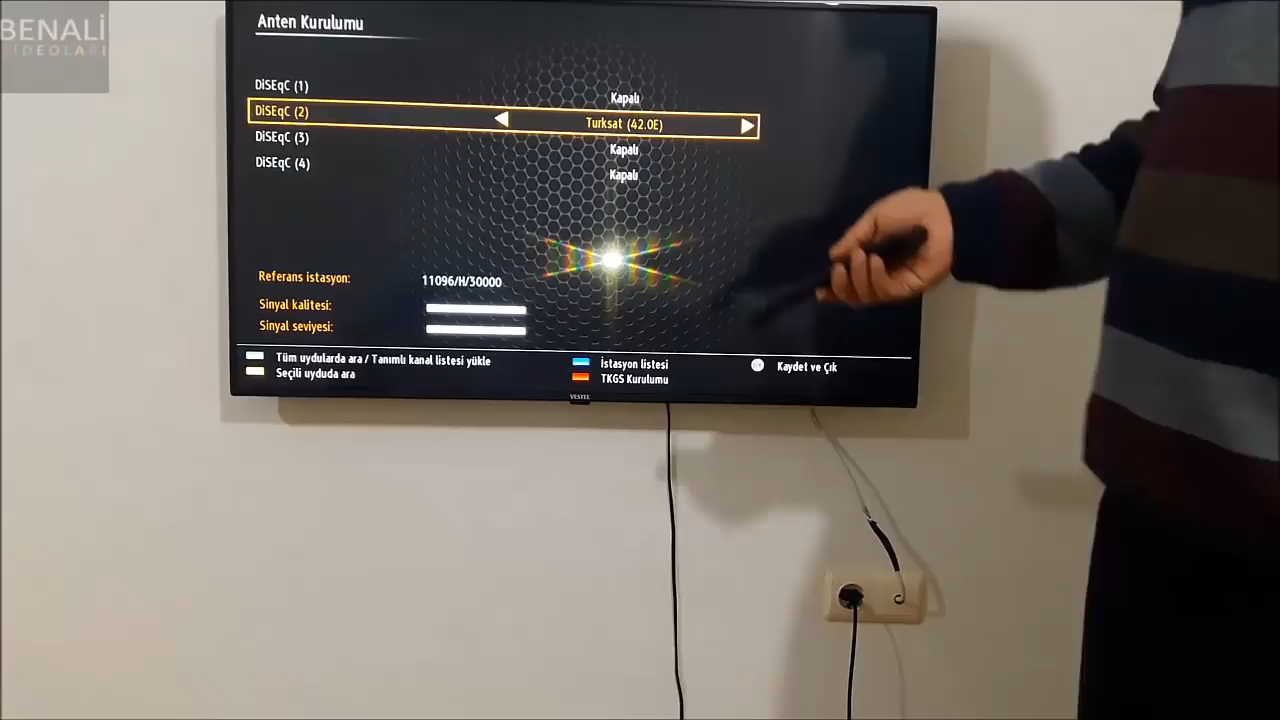 BENALİ
VİDEOLARI
Anten Kurulumu
DiSEqC (1)
Kapalı
DiSEqC (2)
Turksat (42.0E)
DiSEqC (3)
Kapalı
DiSEqC (4)
Kapalı
Referans istasyon:
11096/H/30000
Sinyal kalitesi:
Sinyal seviyesi:
Tüm uydularda ara / Tanımlı kanal listesi yükle
Seçili uyduda ara
İstasyon listesi
TKGS Kurulumu
Kaydet ve Çık
VESTEL